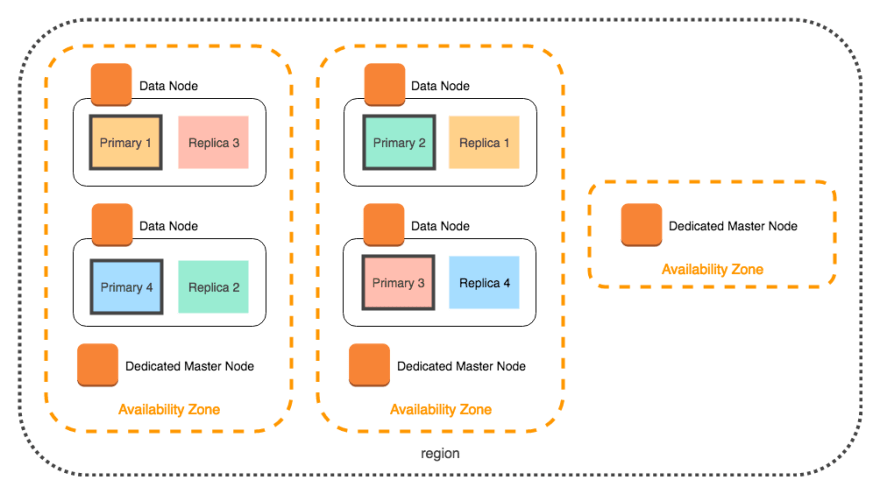 Data Node
Primary 1
Replica 3
Data Node
Primary 4
Replica 2
Dedicated Master Node
Availability Zone
Data Node
Primary 2
Replica 1
Data Node
Primary 3
Replica 4
Dedicated Master Node
Availability Zone
Dedicated Master Node
Availability Zone
region